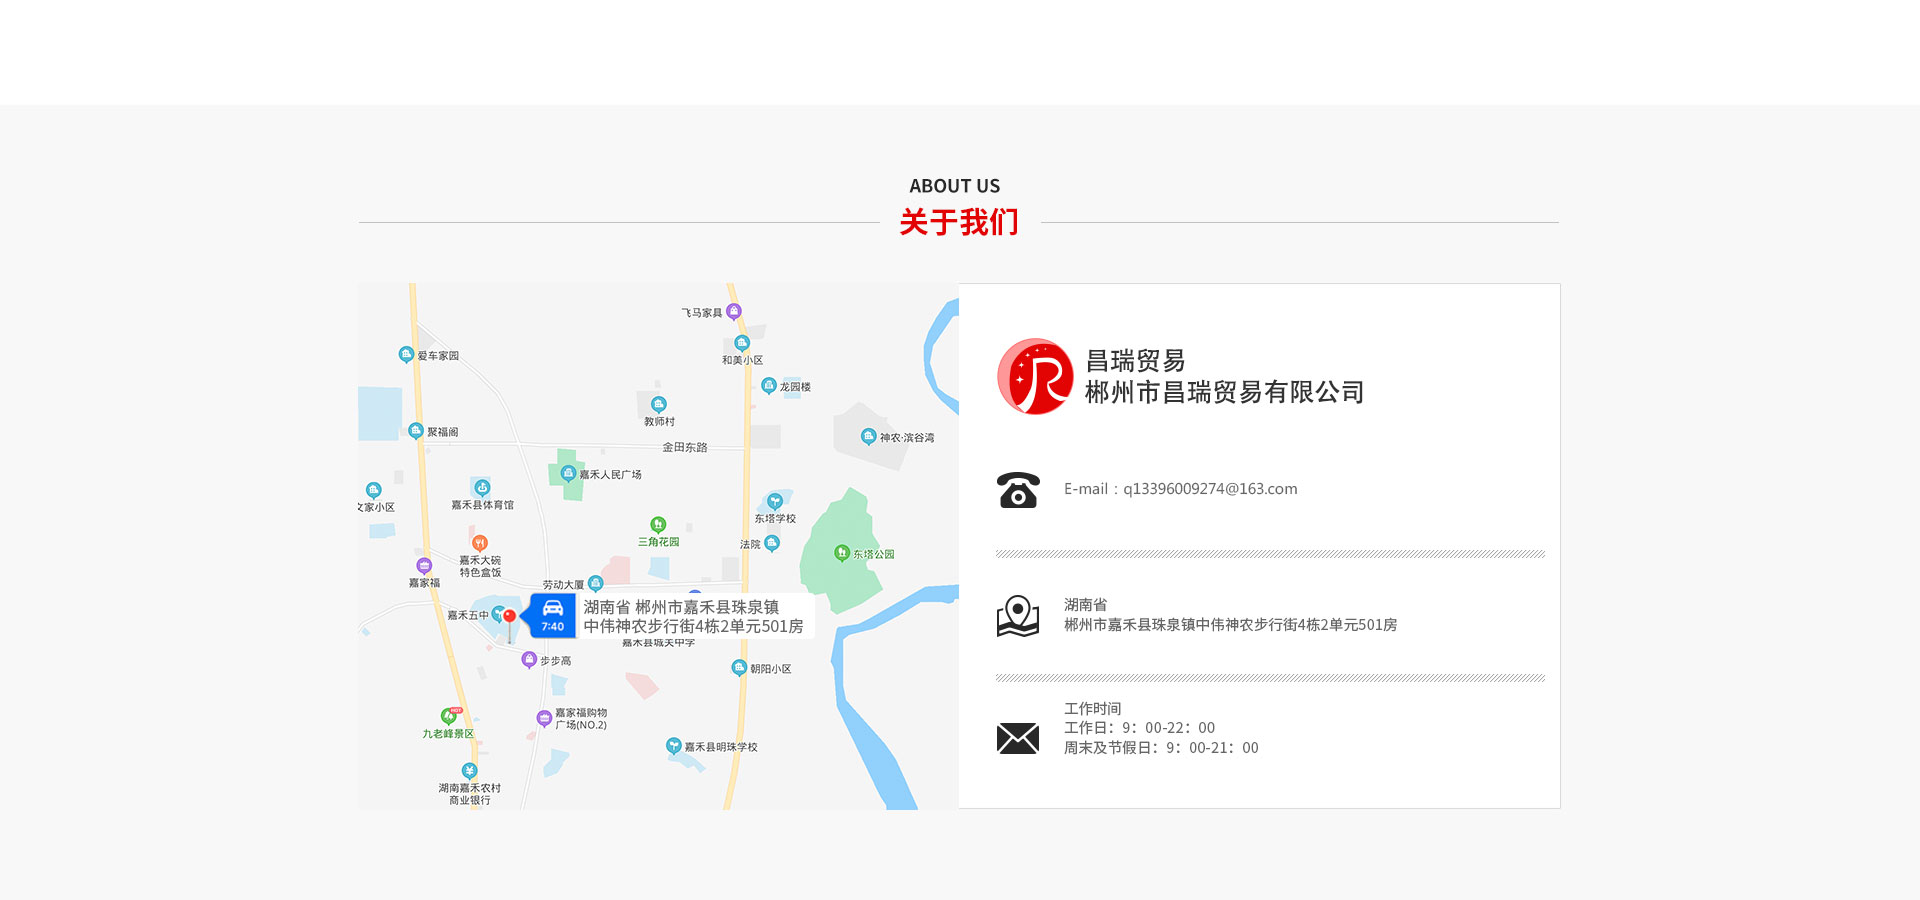 ABOUT US
关于我们
飞马家具
爱车家园
和美小区
龙园楼
教师村
聚福阁
金田东路
神农·滨谷湾
嘉禾人民广场
文家小区
嘉禾县体育馆
东塔学校
三角花园
法院
东塔公园
嘉禾大碗
特色盒饭
嘉家福
劳动大厦
嘉禾五中
7:40
湖南省 郴州市嘉禾县珠泉镇
中伟神农步行街4栋2单元501房
步步高
朝阳小区
嘉家福购物
广场(NO.2)
HOT
九老峰景区
嘉禾县明珠学校
湖南嘉禾农村
商业银行
昌瑞贸易
郴州市昌瑞贸易有限公司
E-mail：q13396009274@163.com
湖南省
郴州市嘉禾县珠泉镇中伟神农步行街4栋2单元501房
工作时间
工作日：9：00-22：00
周末及节假日：9：00-21：00